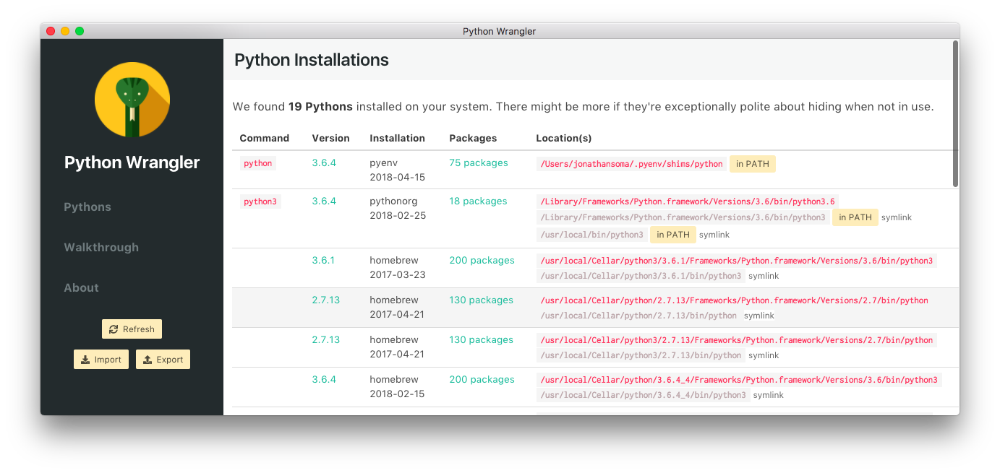 Python Wrangler
Python Wrangler
Pythons
Walkthrough
About
Refresh
Import Export
Python Installations
We found 19 Pythons installed on your system. There might be more if they're exceptionally polite about hiding when not in use.
Command Version Installation Packages Location(s)
python 3.6.4 pyenv 75 packages /Users/jonathansoma/.pyenv/shims/python in PATH
2018-04-15
python3 3.6.4 pythonorg 18 packages /Library/Frameworks/Python.framework/Versions/3.6/bin/python3.6
2018-02-25 /Library/Frameworks/Python.framework/Versions/3.6/bin/python3 in PATH symlink
/usr/local/bin/python3 in PATH symlink
3.6.1 homebrew 200 packages /usr/local/Cellar/python3/3.6.1/Frameworks/Python.framework/Versions/3.6/bin/python3
2017-03-23 /usr/local/Cellar/python3/3.6.1/bin/python3 symlink
2.7.13 homebrew 130 packages /usr/local/Cellar/python/2.7.13/Frameworks/Python.framework/Versions/2.7/bin/python
2017-04-21 /usr/local/Cellar/python/2.7.13/bin/python symlink
2.7.13 homebrew 130 packages /usr/local/Cellar/python3/2.7.13/Frameworks/Python.framework/Versions/2.7/bin/python
2017-04-21 /usr/local/Cellar/python3/2.7.13/bin/python symlink
3.6.4 homebrew 200 packages /usr/local/Cellar/python/3.6.4_4/Frameworks/Python.framework/Versions/3.6/bin/python3
2018-02-15 /usr/local/Cellar/python/3.6.4_4/bin/python3 symlink